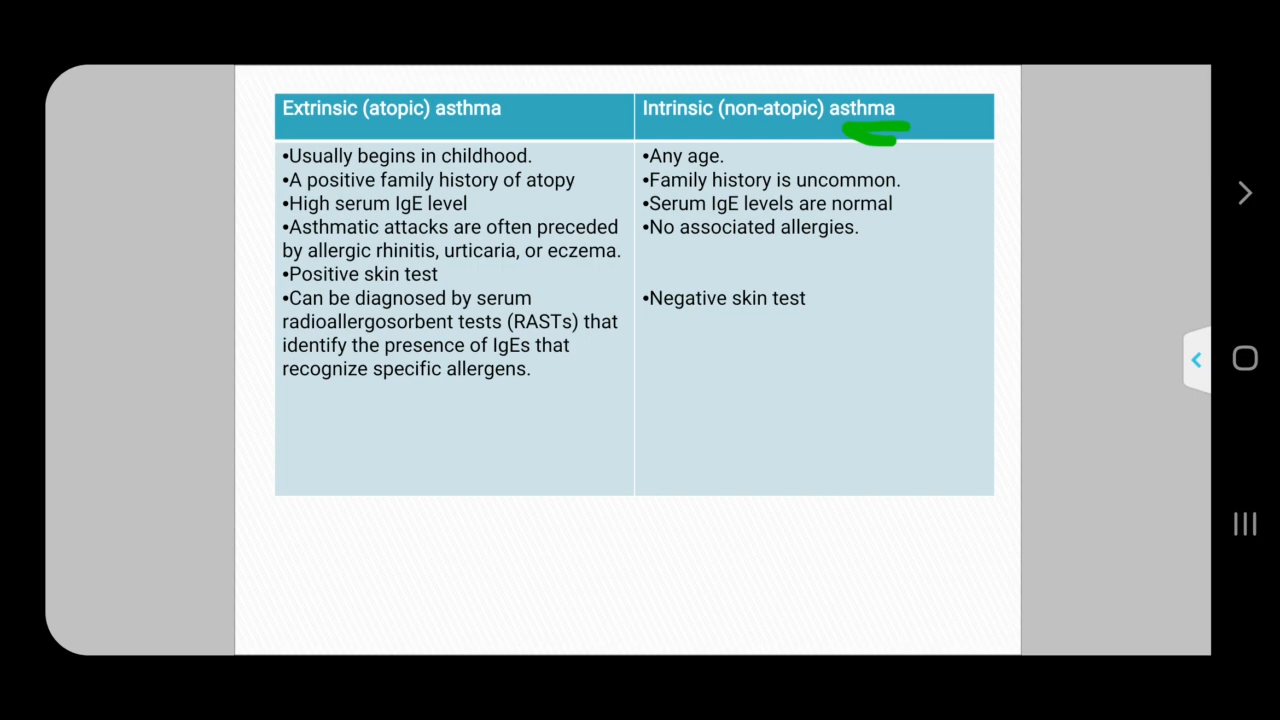 Extrinsic (atopic) asthma
•Usually begins in childhood.
•A positive family history of atopy
•High serum IgE level
•Asthmatic attacks are often preceded
by allergic rhinitis, urticaria, or eczema.
•Positive skin test
•Can be diagnosed by serum
radioallergosorbent tests (RASTs) that
identify the presence of IgEs that
recognize specific allergens.
Intrinsic (non-atopic) asthma
•Any age.
•Family history is uncommon.
•Serum IgE levels are normal
•No associated allergies.
•Negative skin test